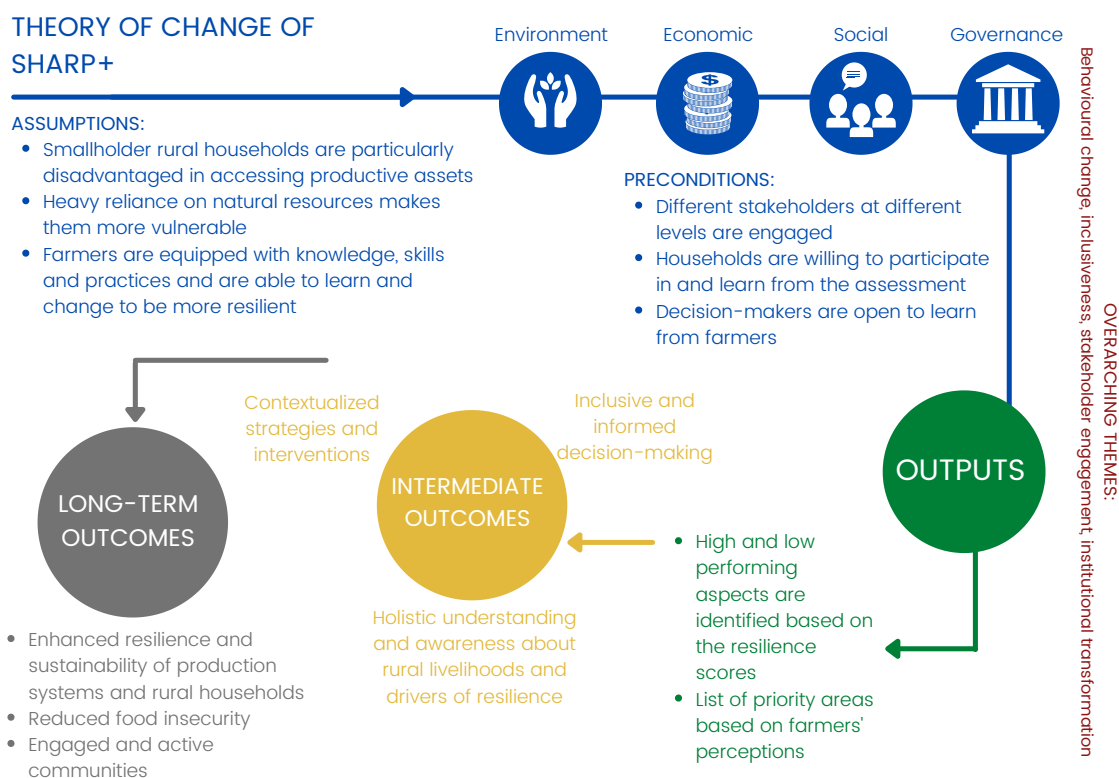 THEORY OF CHANGE OF
SHARP+
Environment
Economic
Social
Governance
ASSUMPTIONS:
• Smallholder rural households are particularly
disadvantaged in accessing productive assets
• Heavy reliance on natural resources makes
them more vulnerable
• Farmers are equipped with knowledge, skills
and practices and are able to learn and
change to be more resilient
$
PRECONDITIONS:
• Different stakeholders at different
levels are engaged
• Households are willing to participate
in and learn from the assessment
• Decision-makers are open to learn
from farmers
OVERARCHING THEMES:
Behavioural change, inclusiveness, stakeholder engagement, institutional transformation
OUTPUTS
• High and low
performing
aspects are
identified based on
the resilience
scores
• List of priority areas
based on farmers'
perceptions
Inclusive and
informed
decision-making
INTERMEDIATE
OUTCOMES
Contextualized
strategies and
interventions
Holistic understanding
and awareness about
rural livelihoods and
drivers of resilience
LONG-TERM
OUTCOMES
• Enhanced resilience and
sustainability of production
systems and rural households
• Reduced food insecurity
• Engaged and active
communities